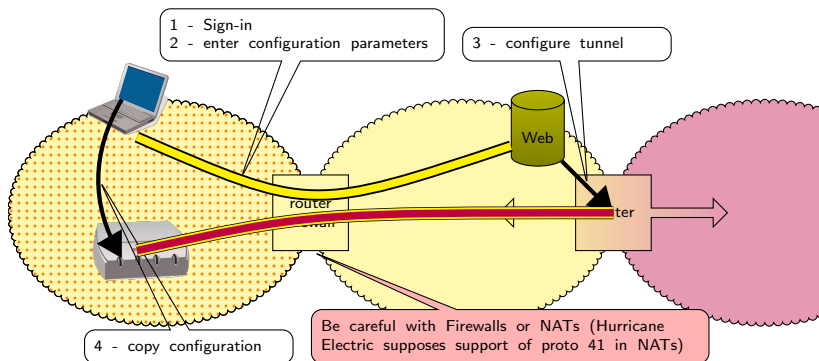 1 - Sign-in
2 - enter configuration parameters
3 - configure tunnel
Web
router
4 - copy configuration
Be careful with Firewalls or NATs (Hurricane
Electric supposes support of proto 41 in NATs)